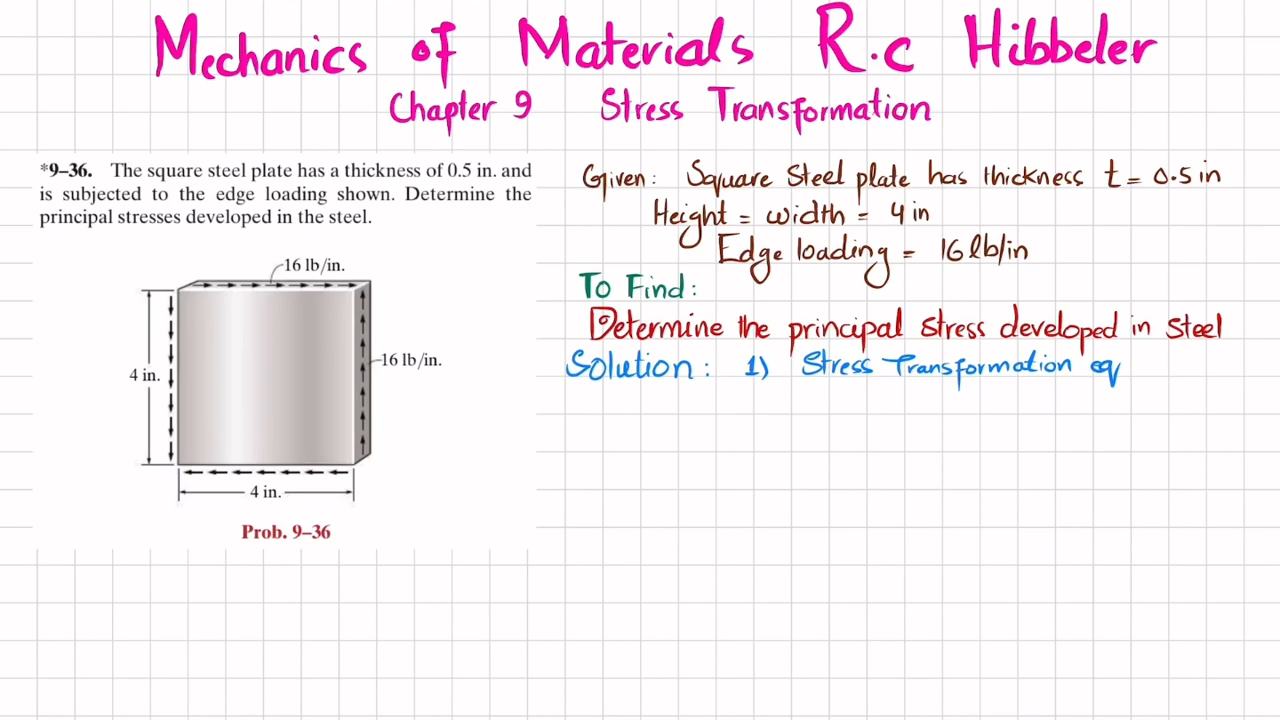 Mechanics of Materials R.c Hibbeler
Chapter 9 Stress Transformation
*9–36. The square steel plate has a thickness of 0.5 in. and
is subjected to the edge loading shown. Determine the
principal stresses developed in the steel.
16 lb/in.
16 lb/in.
4 in.
4 in.
Prob. 9–36
Given: Square Steel plate has thickness t = 0.5 in
Height = width = 4 in
Edge loading = 16 lb/in
To Find:
Determine the principal stress developed in steel
Solution: 1) Stress Transformation eq